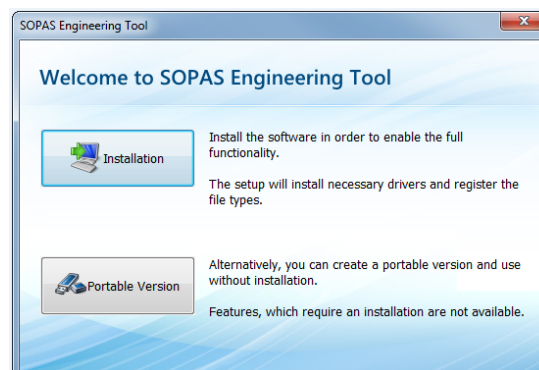 SOPAS Engineering Tool
Welcome to SOPAS Engineering Tool
Installation
Install the software in order to enable the full
functionality.
The setup will install necessary drivers and register the
file types.
Portable Version
Alternatively, you can create a portable version and use
without installation.
Features, which require an installation are not available.